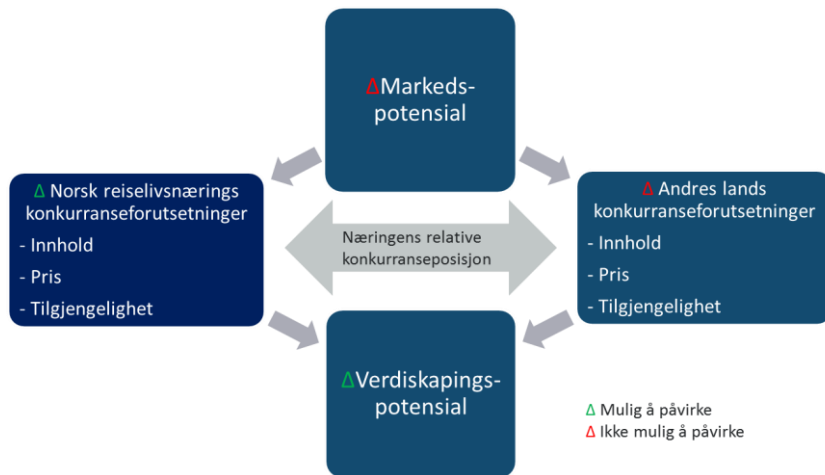 ΔMarkeds-
potensial
Δ Norsk reiselivsnærings
konkurranseforutsetninger
- Innhold
- Pris
- Tilgjengelighet
Næringens relative
konkurranseposisjon
Δ Andres lands
konkurranseforutsetninger
- Innhold
- Pris
- Tilgjengelighet
ΔVerdiskapings-
potensial
Δ Mulig å påvirke
Δ Ikke mulig å påvirke